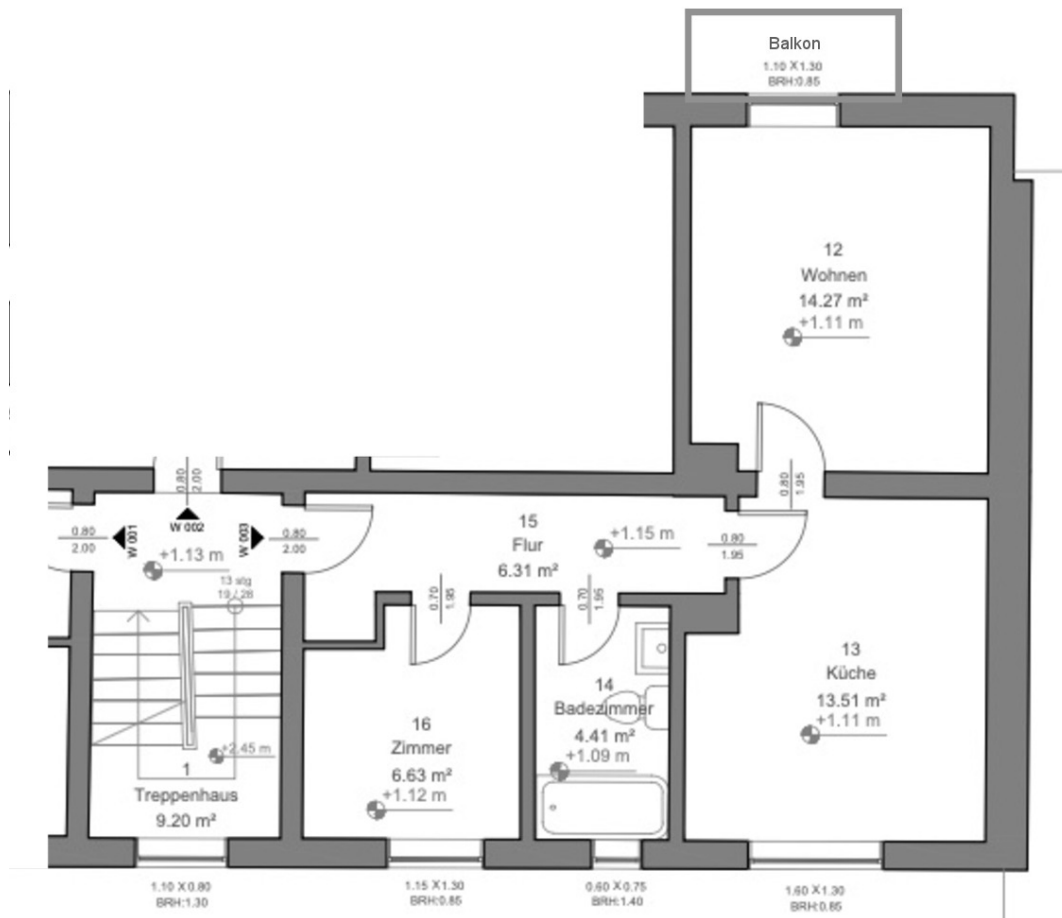 Balkon
1.10 X 1.30
BRH:0.85
12
Wohnen
14.27 m²
+1.11 m
0.80
1.95
0.80
2.00
W 002
W 001
W 003
0.80
2.00
0.80
2.00
+1.13 m
13 stg
19 / 28
15
Flur
6.31 m²
+1.15 m
0.80
1.95
0.70
1.95
0.70
1.95
13
Küche
13.51 m²
+1.11 m
14
Badezimmer
4.41 m²
+1.09 m
16
Zimmer
6.63 m²
+1.12 m
+2.45 m
1
Treppenhaus
9.20 m²
1.10 X 0.80
BRH:1.30
1.15 X 1.30
BRH:0.85
0.60 X 0.75
BRH:1.40
1.60 X 1.30
BRH:0.85